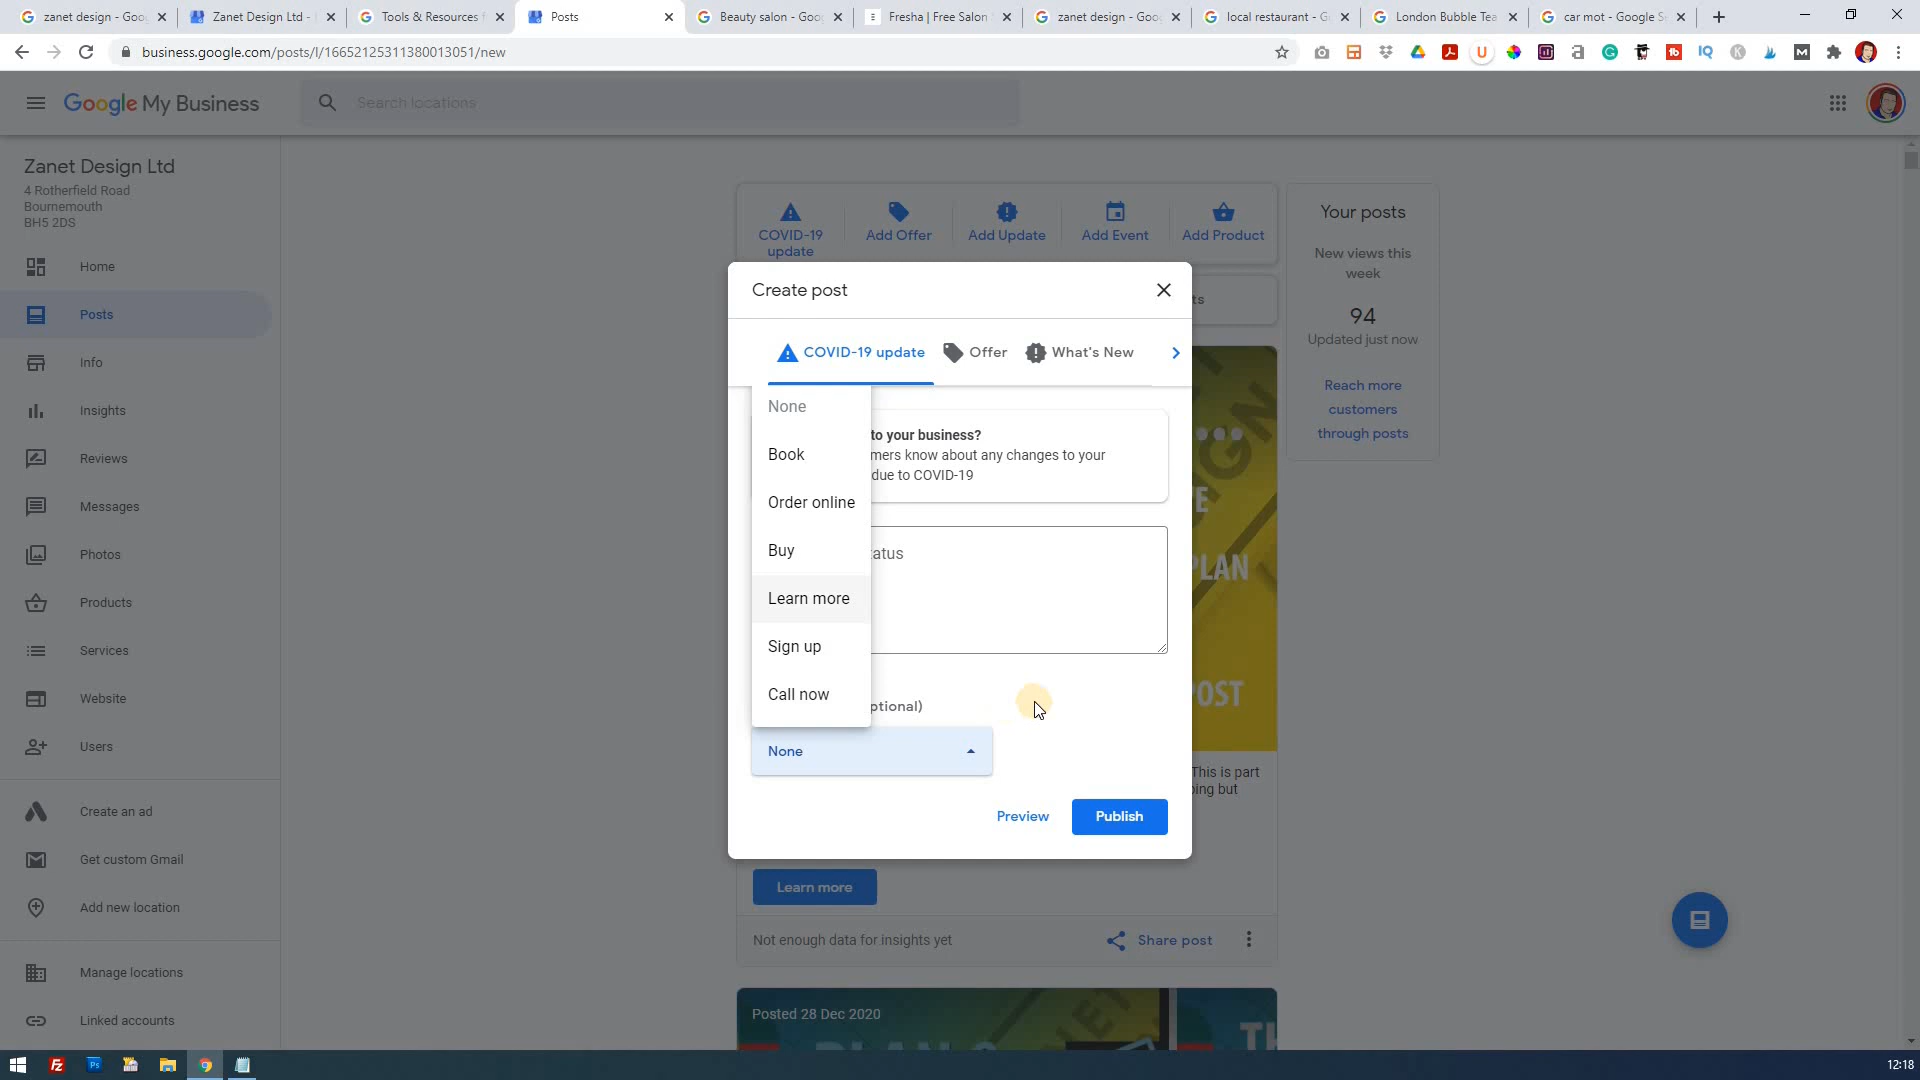 zanet design - Goo
Zanet Design Ltd -
Tools & Resources f
Posts
Beauty salon - Goo
Fresha | Free Salon
zanet design - Goo
local restaurant - G
London Bubble Tea
car mot - Google Se
business.google.com/posts/l/16652125311380013051/new
Google My Business
Search locations
Zanet Design Ltd
4 Rotherfield Road
Bournemouth
BH5 2DS
Home
Posts
Info
Insights
Reviews
Messages
Photos
Products
Services
Website
Users
Create an ad
Get custom Gmail
Add new location
Manage locations
Linked accounts
COVID-19
update
Add Offer
Add Update
Add Event
Add Product
ts
Your posts
New views this
week
94
Updated just now
Reach more
customers
through posts
Create post
COVID-19 update
Offer
What's New
None
Book
Order online
Buy
Learn more
Sign up
Call now
to your business?
mers know about any changes to your
due to COVID-19
tatus
ptional)
None
Preview
Publish
IGN
E
PLAN
POST
This is part
ing but
Learn more
Not enough data for insights yet
Share post
Posted 28 Dec 2020
12:18